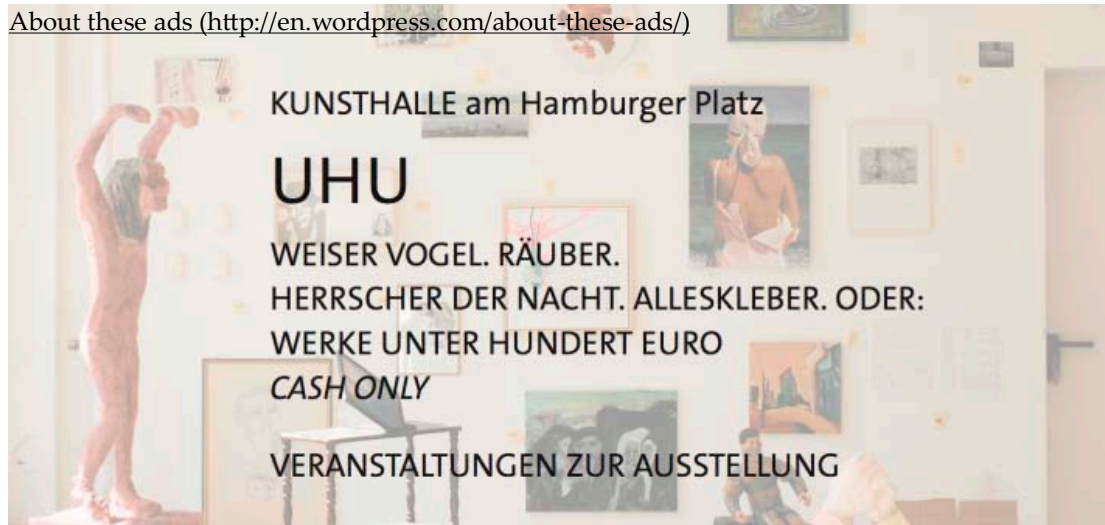 About these ads (http://en.wordpress.com/about-these-ads/)
KUNSTHALLE am Hamburger Platz
UHU
WEISER VOGEL. RÄUBER.
HERRSCHER DER NACHT. ALLESKLEBER. ODER:
WERKE UNTER HUNDERT EURO
CASH ONLY
VERANSTALTUNGEN ZUR AUSSTELLUNG